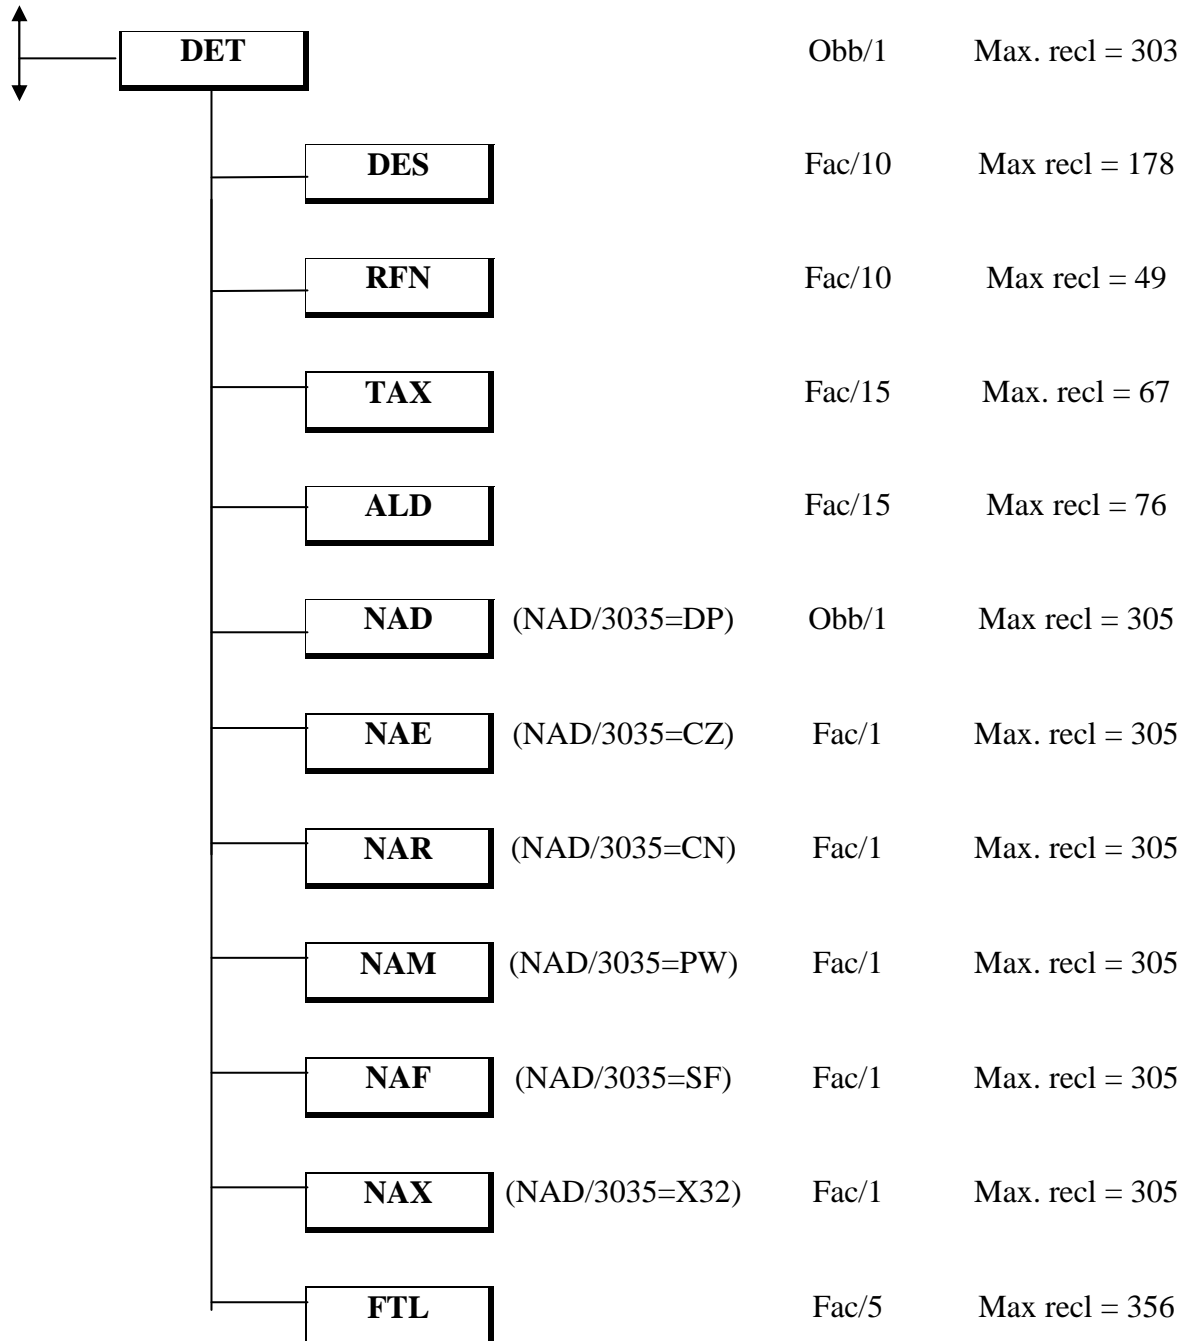 DET Obb/1 Max. recl = 303
DES Fac/10 Max recl = 178
RFN Fac/10 Max recl = 49
TAX Fac/15 Max. recl = 67
ALD Fac/15 Max recl = 76
NAD (NAD/3035=DP) Obb/1 Max recl = 305
NAE (NAD/3035=CZ) Fac/1 Max. recl = 305
NAR (NAD/3035=CN) Fac/1 Max. recl = 305
NAM (NAD/3035=PW) Fac/1 Max. recl = 305
NAF (NAD/3035=SF) Fac/1 Max. recl = 305
NAX (NAD/3035=X32) Fac/1 Max. recl = 305
FTL Fac/5 Max recl = 356